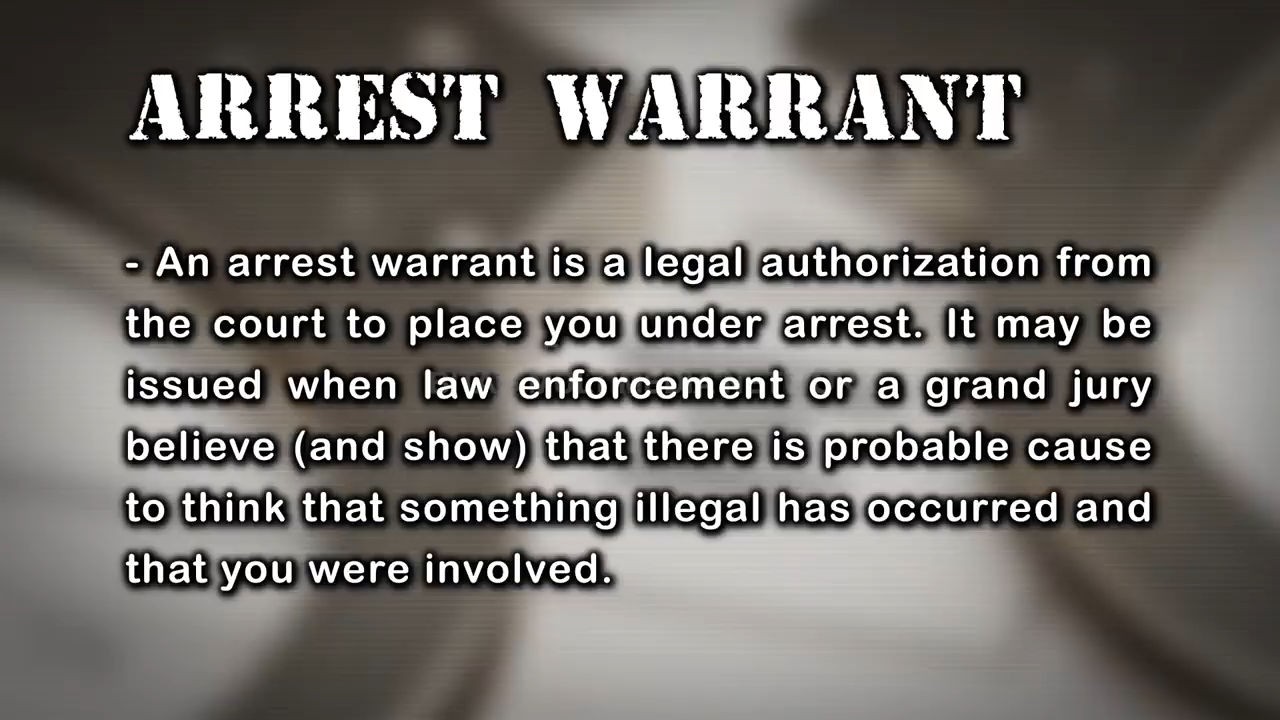 ARREST WARRANT
- An arrest warrant is a legal authorization from
the court to place you under arrest. It may be
issued when law enforcement or a grand jury
believe (and show) that there is probable cause
to think that something illegal has occurred and
that you were involved.